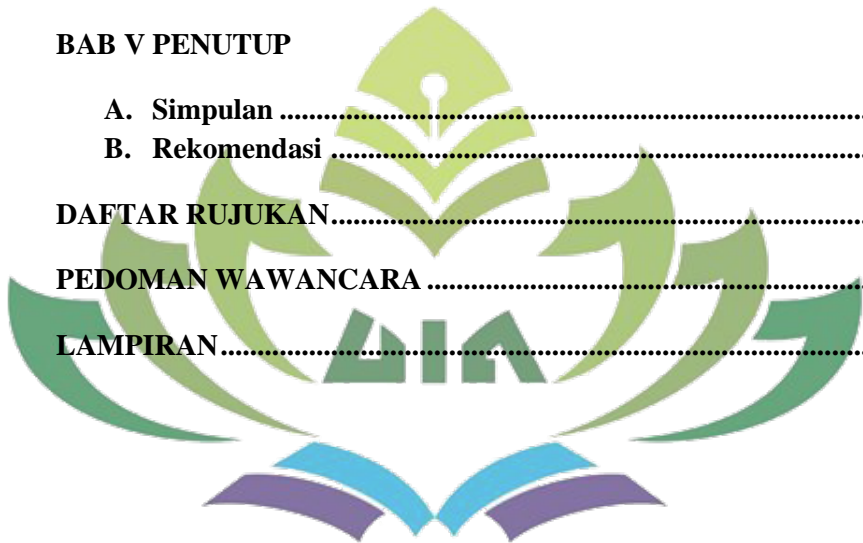 BAB V PENUTUP
A. Simpulan ................................................................................
B. Rekomendasi ........................................................................
DAFTAR RUJUKAN........................................................................
PEDOMAN WAWANCARA ...........................................................
LAMPIRAN.......................................................................................